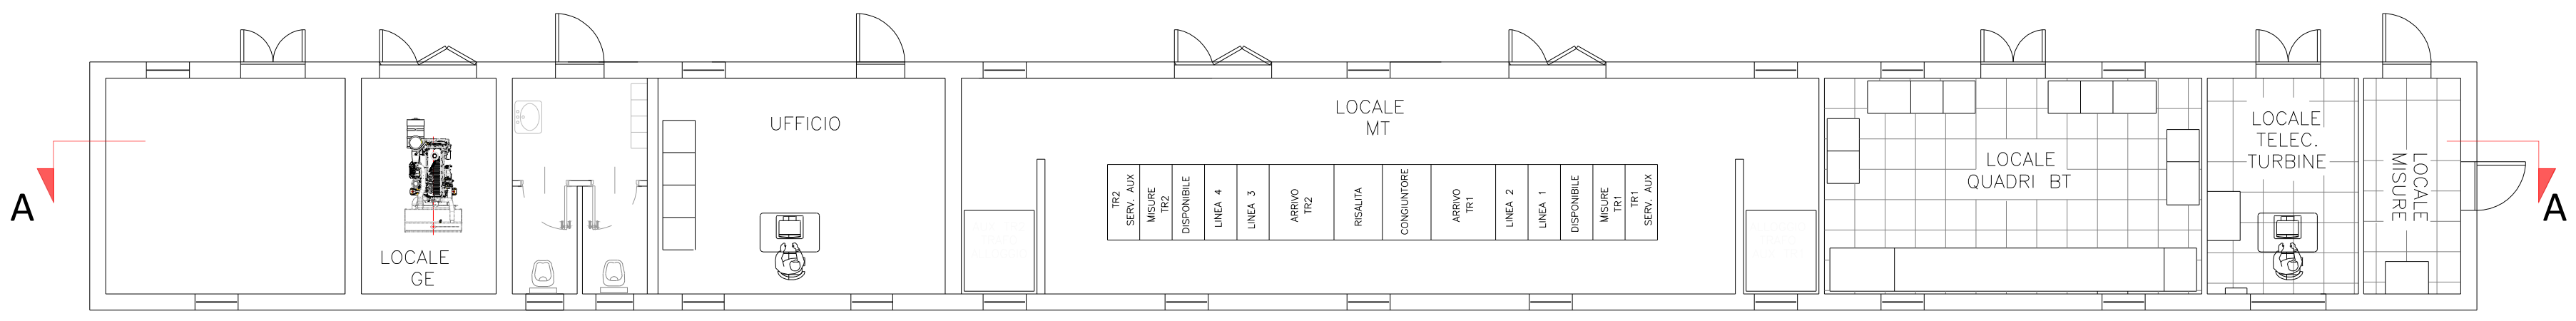 A
LOCALE
GE
UFFICIO
LOCALE
MT
TR2
SERV. AUX
MISURE
TR2
DISPONIBILE
LINEA 4
LINEA 3
ARRIVO
TR2
RISALITA
CONGIUNTORE
ARRIVO
TR1
LINEA 2
LINEA 1
DISPONIBILE
MISURE
TR1
TR1
SERV. AUX
LOCALE
QUADRI BT
LOCALE
TELEC.
TURBINE
LOCALE
MISURE
A